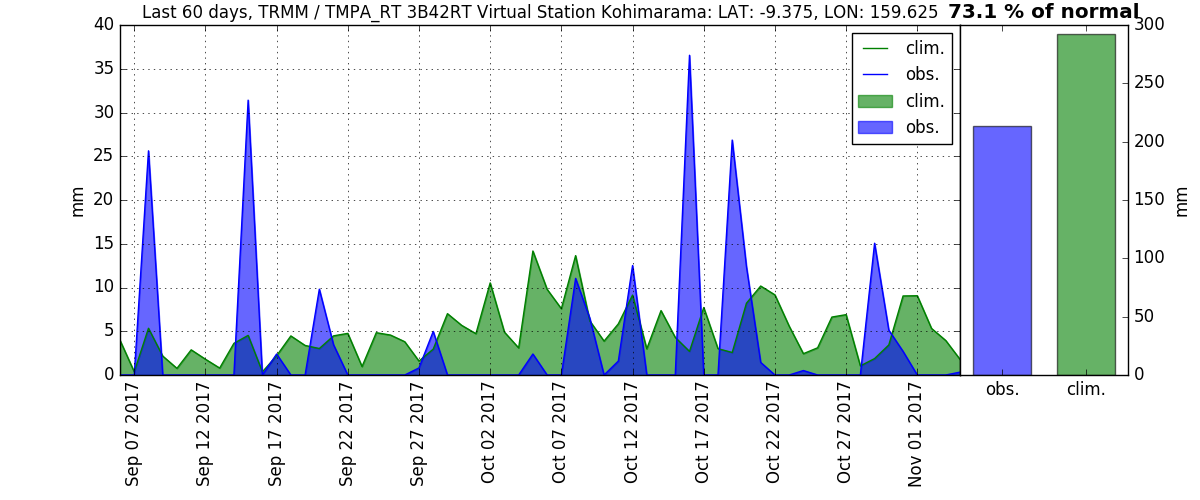 Last 60 days, TRMM / TMPA_RT 3B42RT Virtual Station Kohimarama: LAT: -9.375, LON: 159.625 73.1 % of normal
40
35
30
25
20
15
10
5
0
mm
clim.
obs.
clim.
obs.
Sep 07 2017
Sep 12 2017
Sep 17 2017
Sep 22 2017
Sep 27 2017
Oct 02 2017
Oct 07 2017
Oct 12 2017
Oct 17 2017
Oct 22 2017
Oct 27 2017
Nov 01 2017
300
250
200
150
100
50
0
mm
obs. clim.